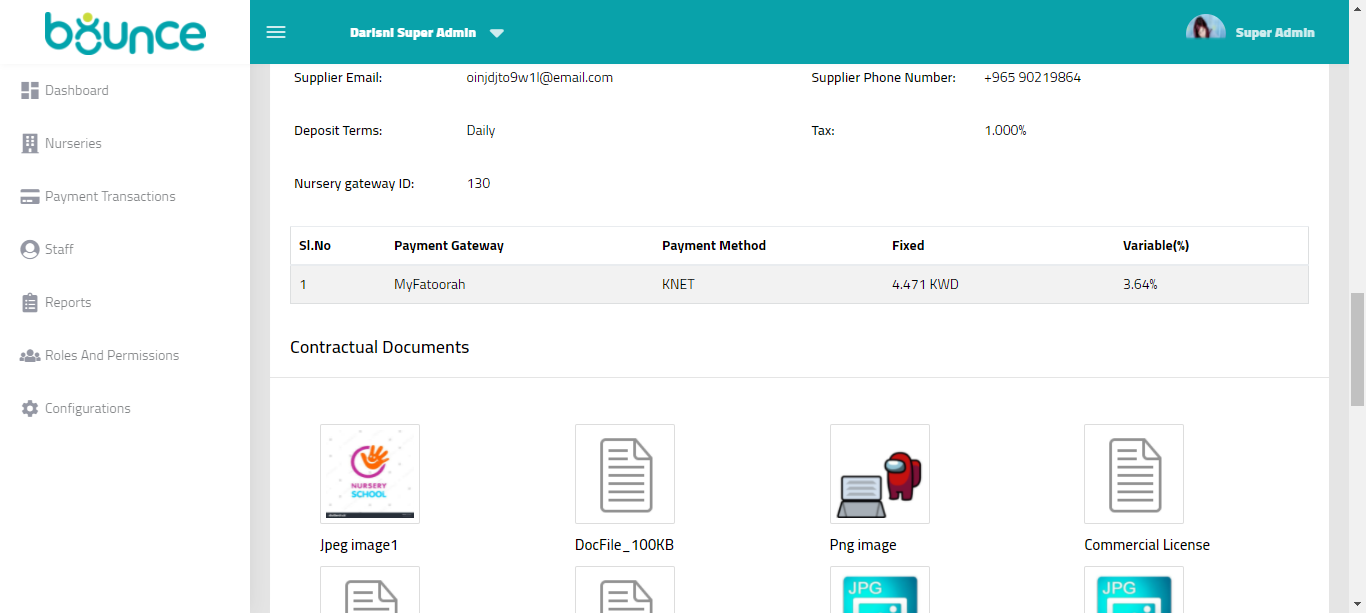 bounce
Darisni Super Admin
Super Admin
Dashboard
Nurseries
Payment Transactions
Staff
Reports
Roles And Permissions
Configurations
Supplier Email: oinjdjto9w1l@email.com Supplier Phone Number: +965 90219864
Deposit Terms: Daily Tax: 1.000%
Nursery gateway ID: 130
Sl.No Payment Gateway Payment Method Fixed Variable(%)
1 MyFatoorah KNET 4.471 KWD 3.64%
Contractual Documents
NURSERY
SCHOOL
Jpeg image1 DocFile_100KB Png image Commercial License
JPG JPG